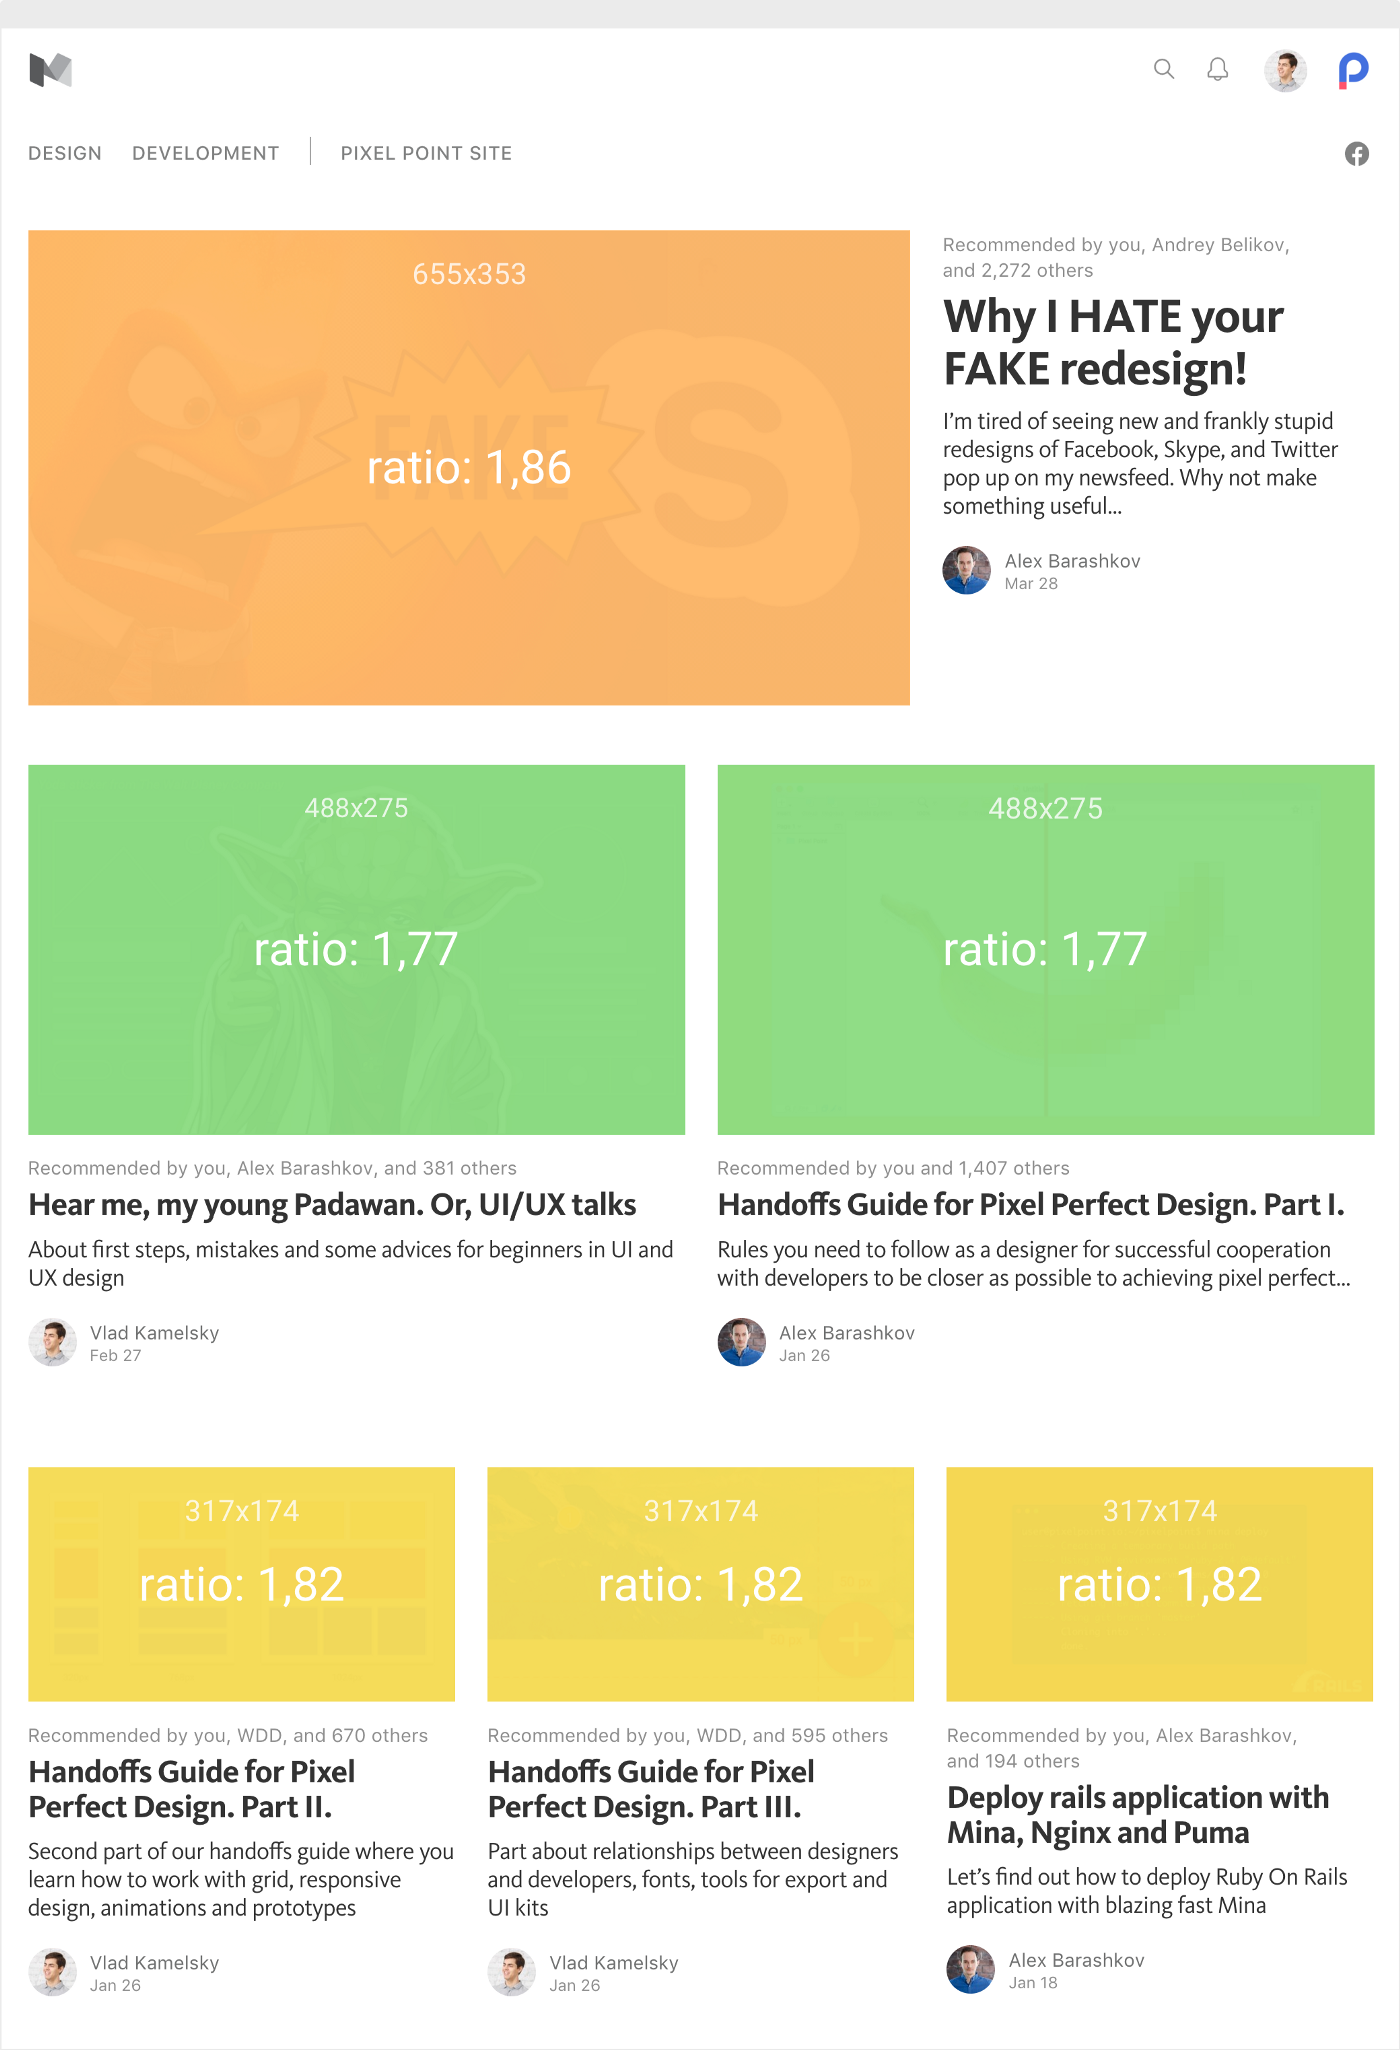 DESIGN DEVELOPMENT PIXEL POINT SITE
655x353
FAKE
S
ratio: 1,86
Recommended by you, Andrey Belikov,
and 2,272 others
Why I HATE your
FAKE redesign!
I’m tired of seeing new and frankly stupid
redesigns of Facebook, Skype, and Twitter
pop up on my newsfeed. Why not make
something useful...
Alex Barashkov
Mar 28
488x275
ratio: 1,77
Recommended by you, Alex Barashkov, and 381 others
Hear me, my young Padawan. Or, UI/UX talks
About first steps, mistakes and some advices for beginners in UI and
UX design
Vlad Kamelsky
Feb 27
488x275
ratio: 1,77
Recommended by you and 1,407 others
Handoffs Guide for Pixel Perfect Design. Part I.
Rules you need to follow as a designer for successful cooperation
with developers to be closer as possible to achieving pixel perfect...
Alex Barashkov
Jan 26
317x174
ratio: 1,82
Recommended by you, WDD, and 670 others
Handoffs Guide for Pixel
Perfect Design. Part II.
Second part of our handoffs guide where you
learn how to work with grid, responsive
design, animations and prototypes
Vlad Kamelsky
Jan 26
317x174
ratio: 1,82
Recommended by you, WDD, and 595 others
Handoffs Guide for Pixel
Perfect Design. Part III.
Part about relationships between designers
and developers, fonts, tools for export and
UI kits
Vlad Kamelsky
Jan 26
317x174
ratio: 1,82
RAILS
Recommended by you, Alex Barashkov,
and 194 others
Deploy rails application with
Mina, Nginx and Puma
Let’s find out how to deploy Ruby On Rails
application with blazing fast Mina
Alex Barashkov
Jan 18